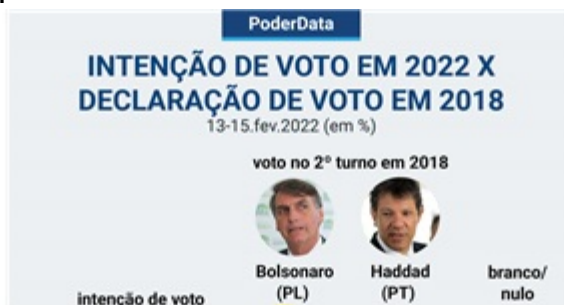 PoderData
INTENÇÃO DE VOTO EM 2022 X
DECLARAÇÃO DE VOTO EM 2018
13-15.fev.2022 (em %)
voto no 2º turno em 2018
Bolsonaro
(PL)
Haddad
(PT)
branco/
nulo
intenção de voto